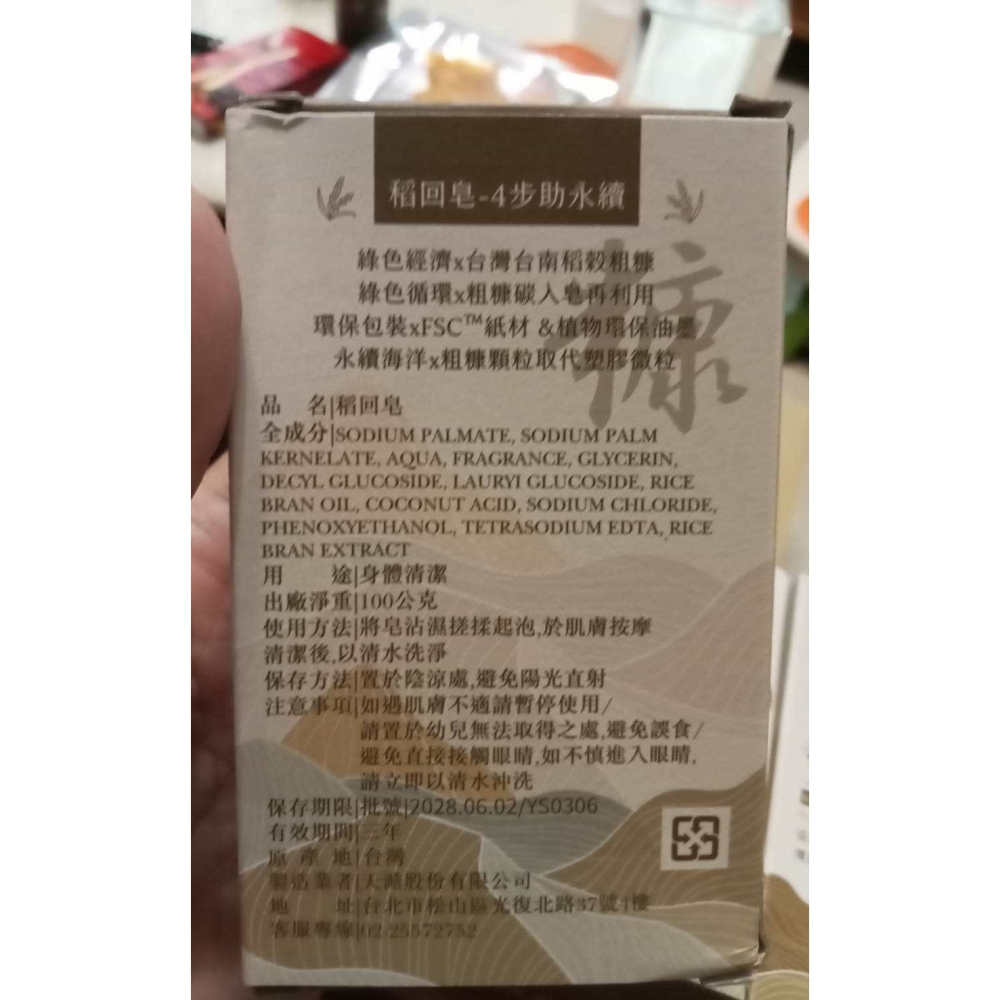 稻回皂-4步助永續
綠色經濟x台灣台南稻穀粗糠
綠色循環x粗糠碳入皂再利用
環保包裝xFSC™紙材 &植物環保油墨
永續海洋x粗糠顆粒取代塑膠微粒
糠
品 名|稻回皂
全成分|SODIUM PALMATE, SODIUM PALM
KERNELATE, AQUA, FRAGRANCE, GLYCERIN,
DECYL GLUCOSIDE, LAURYI GLUCOSIDE, RICE
BRAN OIL, COCONUT ACID, SODIUM CHLORIDE,
PHENOXYETHANOL, TETRASODIUM EDTA, RICE
BRAN EXTRACT
用 途|身體清潔
出廠淨重|100公克
使用方法|將皂沾濕搓揉起泡,於肌膚按摩
清潔後,以清水洗淨
保存方法|置於陰涼處,避免陽光直射
注意事項|如遇肌膚不適請暫停使用/
請置於幼兒無法取得之處,避免誤食/
避免直接接觸眼睛,如不慎進入眼睛,
請立即以清水沖洗
保存期限|批號|2028.06.02/YS0306
有效期間|三年
原 產 地|台灣
製造業者|天滌股份有限公司
地 址|台北市松山區光復北路37號4樓
客服專線|02-25572752